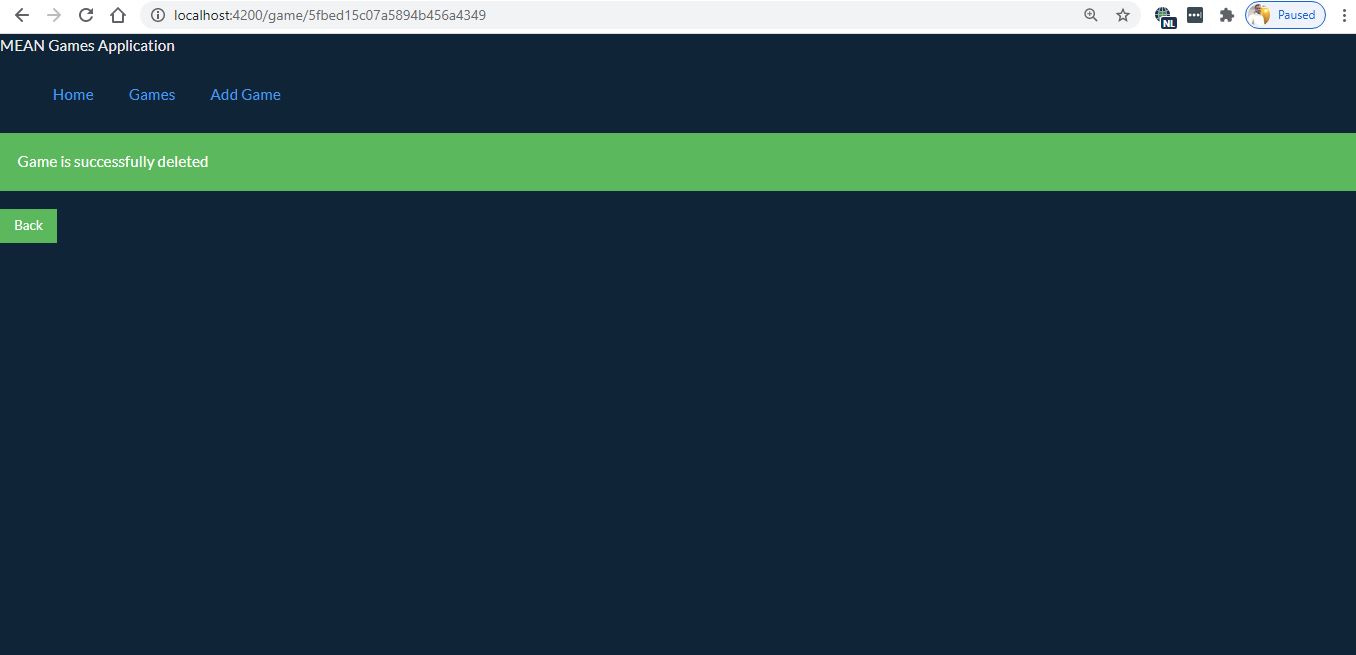 localhost:4200/game/5fbed15c07a5894b456a4349
NL
Paused
MEAN Games Application
Home Games Add Game
Game is successfully deleted
Back